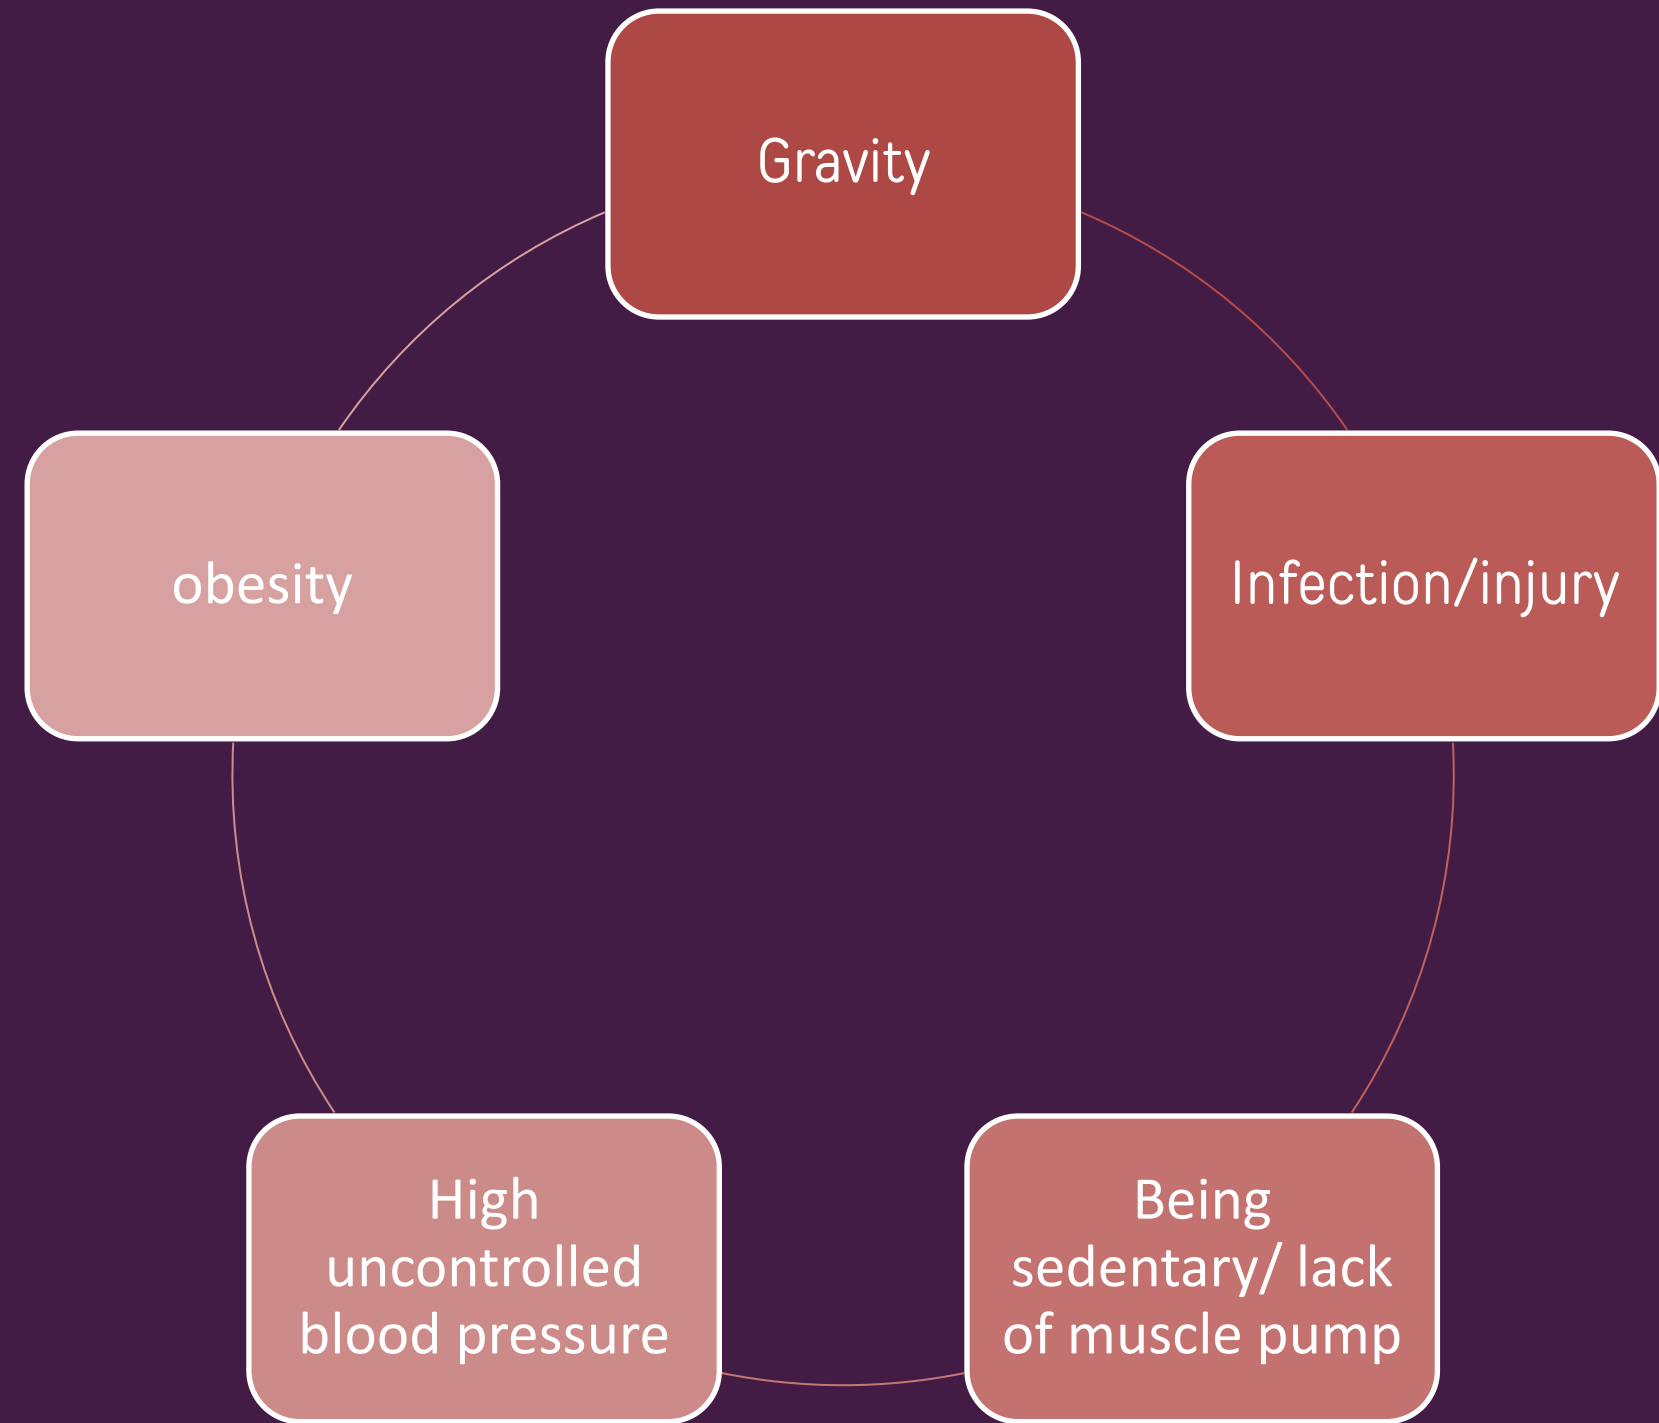 Gravity
Infection/injury
Being
sedentary/ lack
of muscle pump
High
uncontrolled
blood pressure
obesity